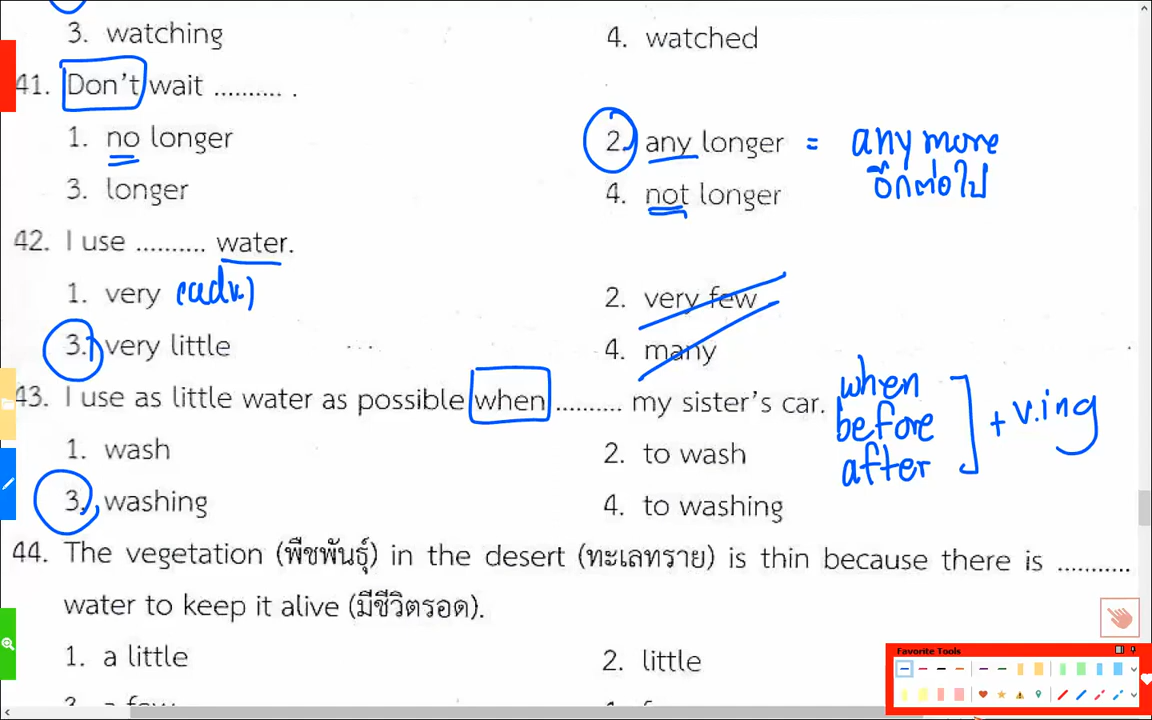 3. watching
4. watched
41. Don't wait .......... .
1. no longer
2. any longer = any more
อีกต่อไป
3. longer
4. not longer
42. I use .......... water.
1. very (adv.)
2. very few
3. very little
4. many
43. I use as little water as possible when .......... my sister's car.
when
before
after
+ v.ing
1. wash
2. to wash
3. washing
4. to washing
44. The vegetation (พืชพันธุ์) in the desert (ทะเลทราย) is thin because there is ...........
water to keep it alive (มีชีวิตรอด).
1. a little
2. little
3. a few
Favorite Tools